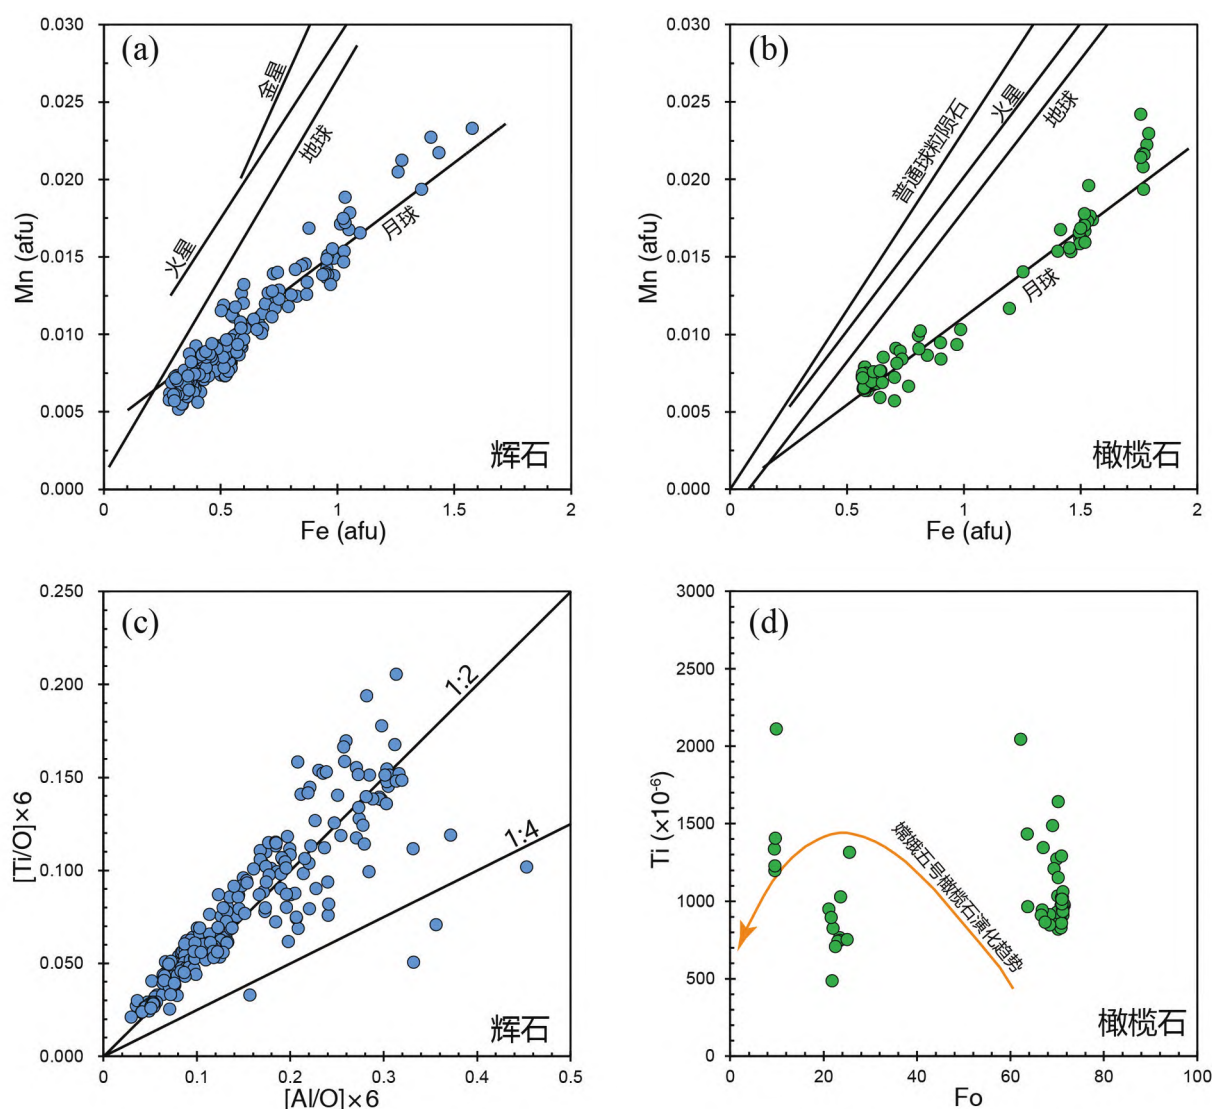 (a)
0.030
0.025
0.020
0.015
0.010
0.005
0.000
Mn (afu)
金星
火星
地球
月球
辉石
0
0.5
1
1.5
2
Fe (afu)
(b)
0.030
0.025
0.020
0.015
0.010
0.005
0.000
Mn (afu)
普通球粒陨石
火星
地球
月球
橄榄石
0
0.5
1
1.5
2
Fe (afu)
(c)
0.250
0.200
0.150
0.100
0.050
0.000
[Ti/O]×6
1:2
1:4
辉石
0
0.1
0.2
0.3
0.4
0.5
[Al/O]×6
(d)
3000
2500
2000
1500
1000
500
0
Ti (×10⁻⁶)
嫦娥五号橄榄石演化趋势
橄榄石
0
20
40
60
80
100
Fo